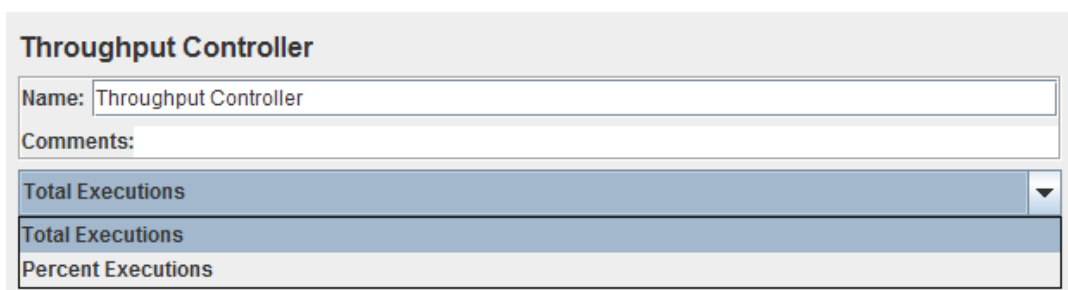 Throughput Controller
Name: Throughput Controller
Comments:
Total Executions
Total Executions
Percent Executions